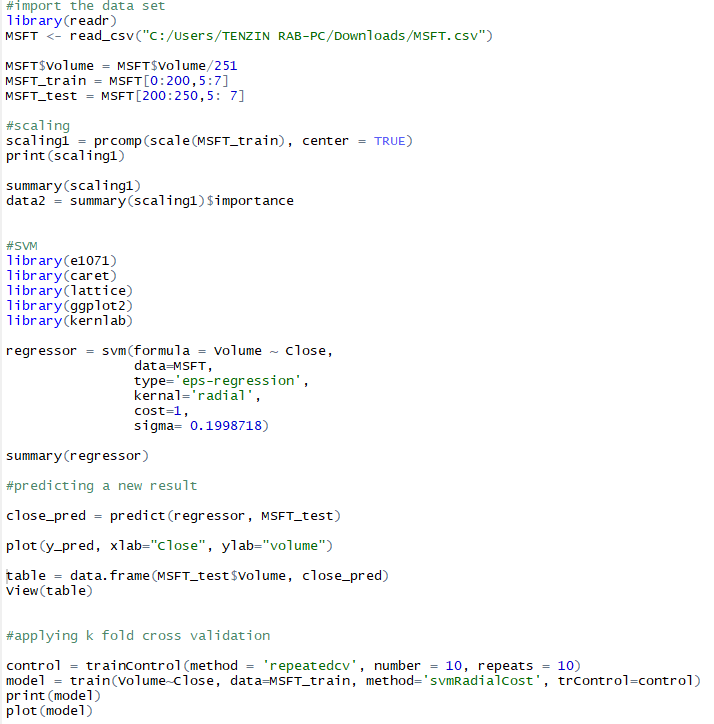 #import the data set
library(readr)
MSFT <- read_csv("C:/Users/TENZIN RAB-PC/Downloads/MSFT.csv")
MSFT$Volume = MSFT$Volume/251
MSFT_train = MSFT[0:200,5:7]
MSFT_test = MSFT[200:250,5: 7]
#scaling
scaling1 = prcomp(scale(MSFT_train), center = TRUE)
print(scaling1)
summary(scaling1)
data2 = summary(scaling1)$importance
#SVM
library(e1071)
library(caret)
library(lattice)
library(ggplot2)
library(kernlab)
regressor = svm(formula = Volume ~ Close,
data=MSFT,
type='eps-regression',
kernal='radial',
cost=1,
sigma= 0.1998718)
summary(regressor)
#predicting a new result
close_pred = predict(regressor, MSFT_test)
plot(y_pred, xlab="Close", ylab="volume")
table = data.frame(MSFT_test$Volume, close_pred)
View(table)
#applying k fold cross validation
control = trainControl(method = 'repeatedcv', number = 10, repeats = 10)
model = train(Volume~Close, data=MSFT_train, method='svmRadialCost', trControl=control)
print(model)
plot(model)